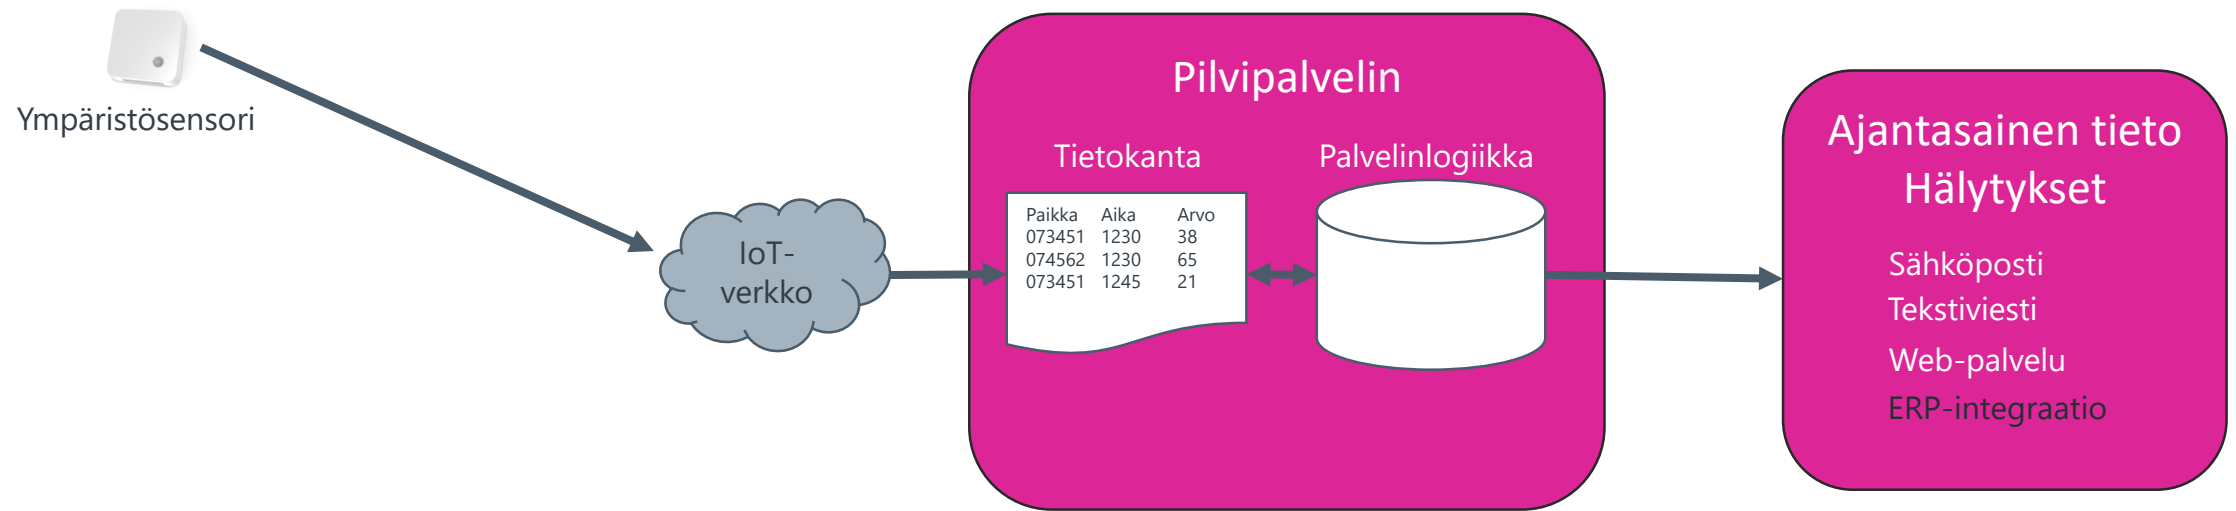 Ympäristösensori
IoT-
verkko
Pilvipalvelin
Tietokanta
Paikka Aika Arvo
073451 1230 38
074562 1230 65
073451 1245 21
Palvelinlogiikka
Ajantasainen tieto
Hälytykset
Sähköposti
Tekstiviesti
Web-palvelu
ERP-integraatio